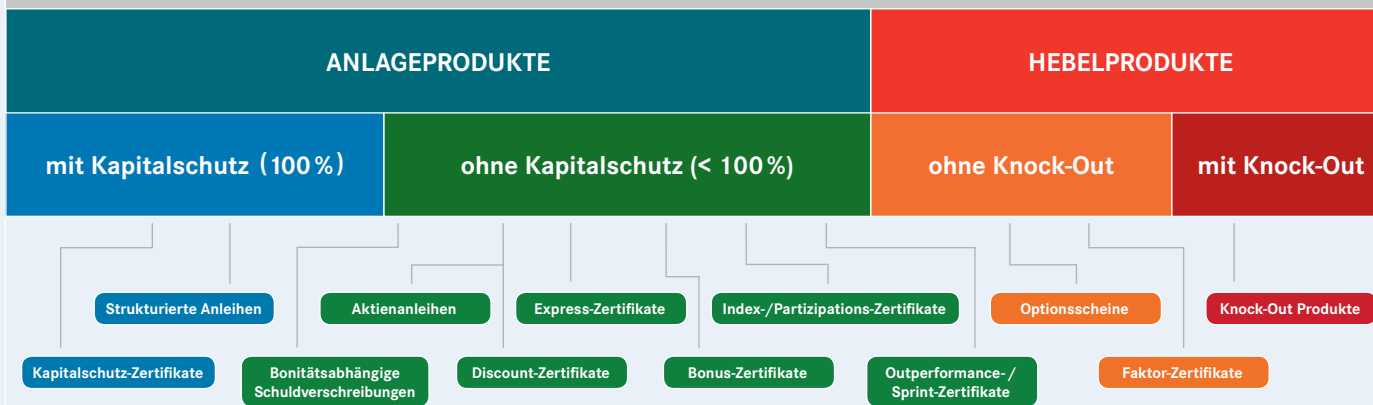 ANLAGEPRODUKTE
HEBELPRODUKTE
mit Kapitalschutz (100 %)
ohne Kapitalschutz (< 100 %)
ohne Knock-Out
mit Knock-Out
Strukturierte Anleihen
Aktienanleihen
Express-Zertifikate
Index-/Partizipations-Zertifikate
Optionsscheine
Knock-Out Produkte
Kapitalschutz-Zertifikate
Bonitätsabhängige
Schuldverschreibungen
Discount-Zertifikate
Bonus-Zertifikate
Outperformance-/
Sprint-Zertifikate
Faktor-Zertifikate